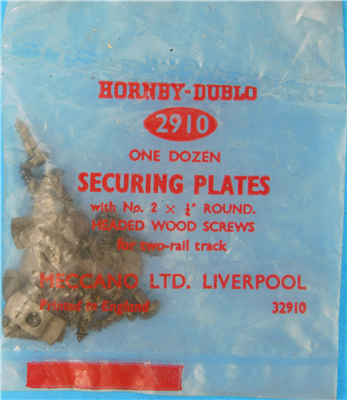 HORNBY-DUBLO
2910
ONE DOZEN
SECURING PLATES
with No. 2 × ¼" ROUND.
HEADED WOOD SCREWS
for two-rail track
MECCANO LTD. LIVERPOOL
Printed in England 32910